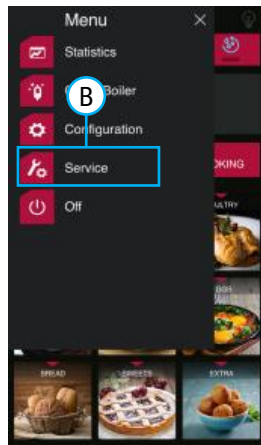 Menu
Statistics
B
Boiler
Configuration
Service
OKING
Off
ULTRY
BREAD
SWEETS
EXTRA